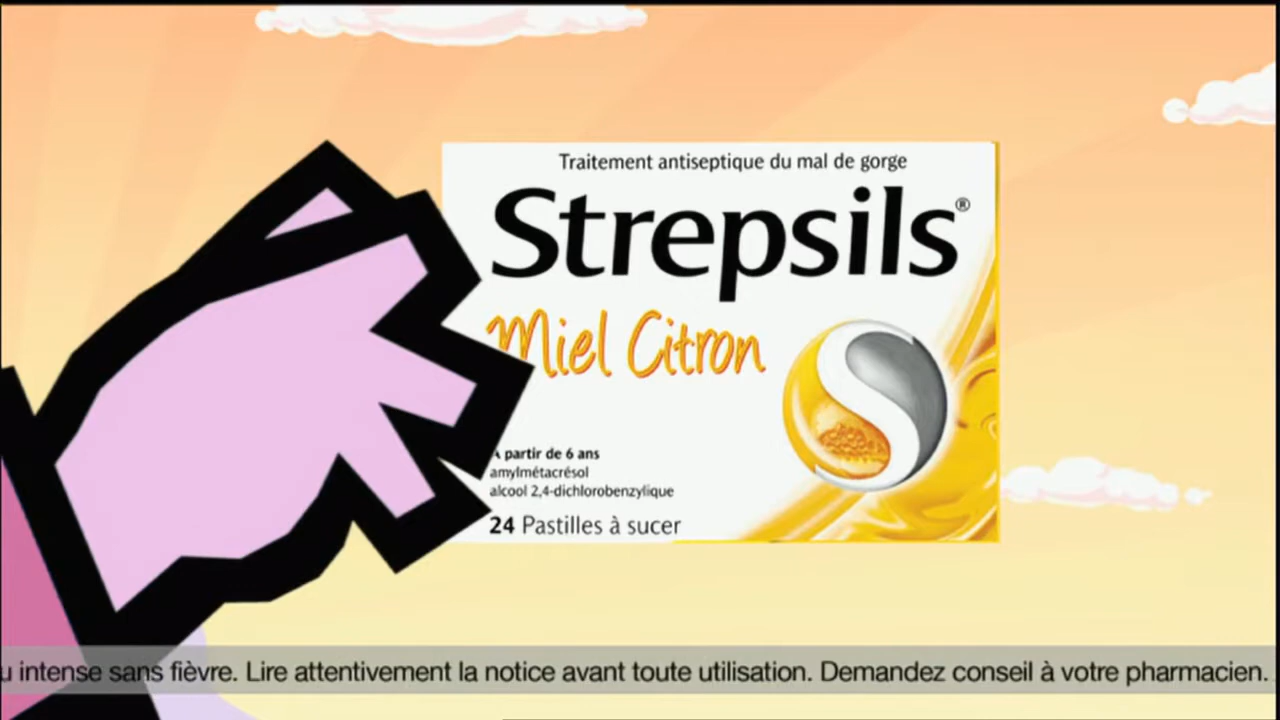 Traitement antiseptique du mal de gorge
Strepsils®
Miel Citron
partir de 6 ans
amylmétacrésol
alcool 2,4-dichlorobenzylique
24 Pastilles à sucer
u intense sans fièvre. Lire attentivement la notice avant toute utilisation. Demandez conseil à votre pharmacien.